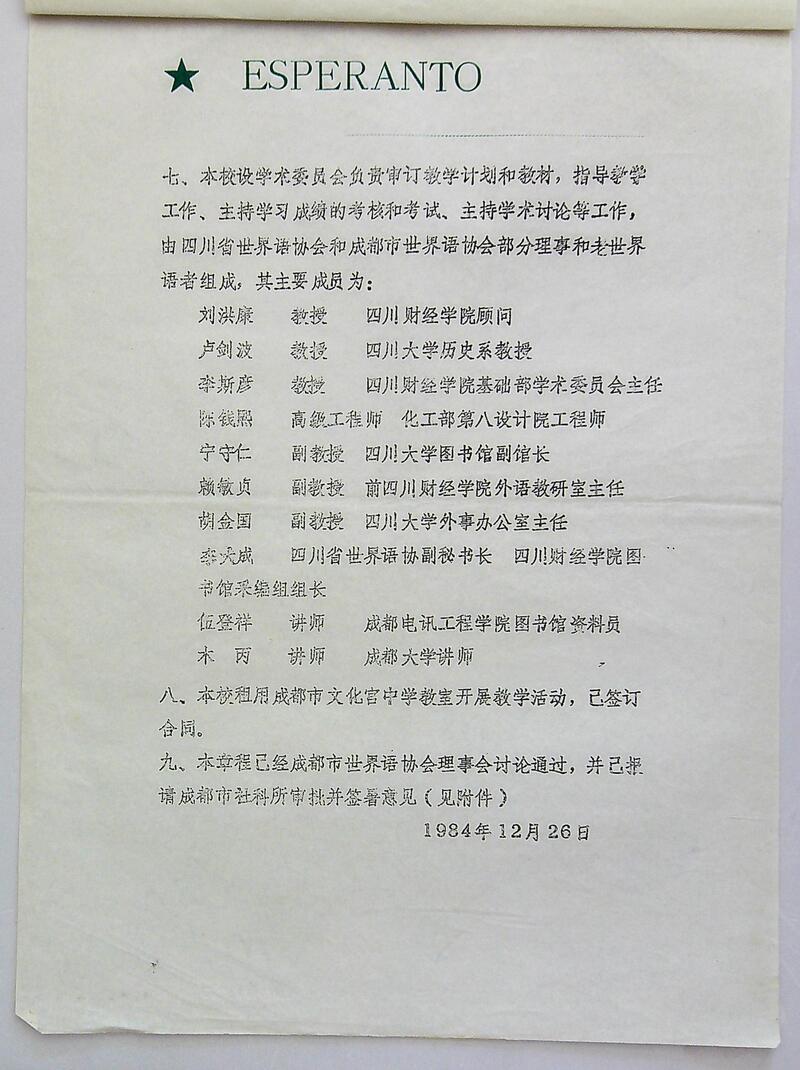 ★ ESPERANTO
七、本校设学术委员会负责审订教学计划和教材，指导教学
工作、主持学习成绩的考核和考试、主持学术讨论等工作，
由四川省世界语协会和成都市世界语协会部分理事和老世界
语者组成，其主要成员为：
刘洪康 教授 四川财经学院顾问
卢剑波 教授 四川大学历史系教授
李斯彦 教授 四川财经学院基础部学术委员会主任
陈钱熙 高级工程师 化工部第八设计院工程师
宁守仁 副教授 四川大学图书馆副馆长
赖敏贞 副教授 前四川财经学院外语教研室主任
胡金国 副教授 四川大学外事办公室主任
李大成 四川省世界语协副秘书长 四川财经学院图
书馆采编组组长
伍登祥 讲师 成都电讯工程学院图书馆资料员
木 丙 讲师 成都大学讲师
八、本校租用成都市文化宫中学教室开展教学活动，已签订
合同。
九、本章程已经成都市世界语协会理事会讨论通过，并已报
请成都市社科所审批并签署意见（见附件）
1984年12月26日